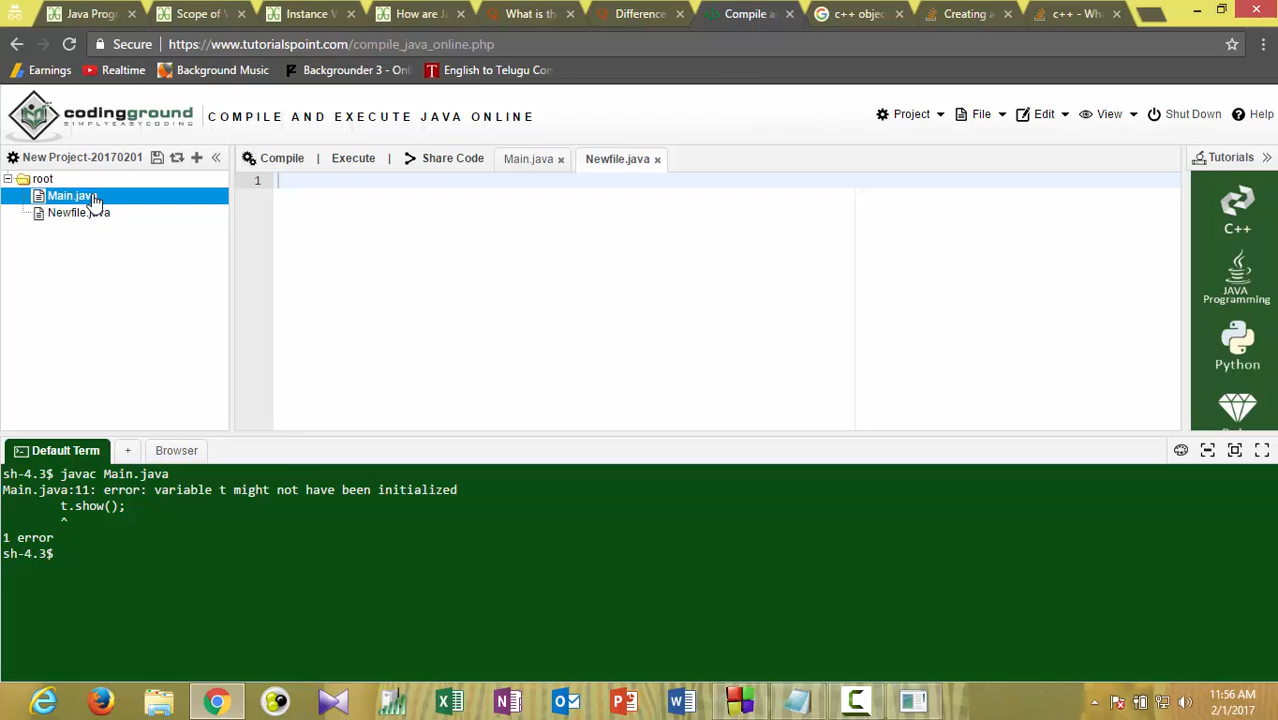 Java Prog
Scope of V
Instance V
How are Ja
What is th
Difference
Compile a
c++ objec
Creating a
c++ - Wha
Secure
https://www.tutorialspoint.com/compile_java_online.php
Earnings
Realtime
Background Music
Backgrounder 3 - Onl
English to Telugu Con
codingground
SIMPLYEASYCODING
COMPILE AND EXECUTE JAVA ONLINE
Project
File
Edit
View
Shut Down
Help
New Project-20170201
Compile
Execute
Share Code
Main.java
Newfile.java
Tutorials
root
Main.java
Newfile.java
1
C++
JAVA
Programming
Python
Default Term
+
Browser
sh-4.3$ javac Main.java
Main.java:11: error: variable t might not have been initialized
t.show();
^
1 error
sh-4.3$
11:56 AM
2/1/2017